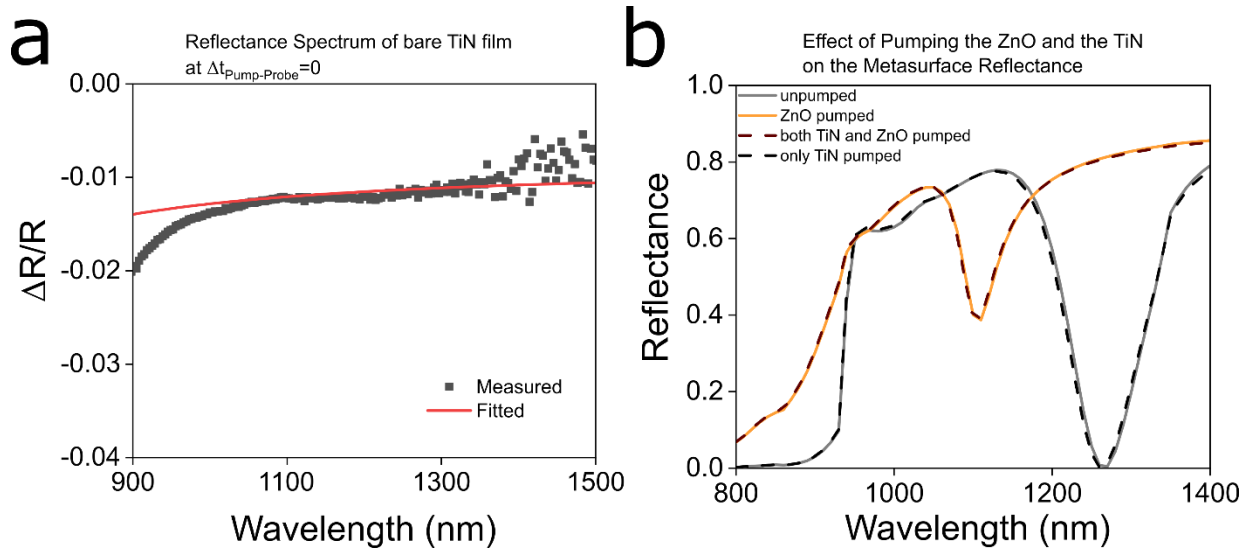 a
Reflectance Spectrum of bare TiN film
at Δt Pump-Probe=0
0.00
-0.01
-0.02
-0.03
-0.04
ΔR/R
Measured
Fitted
900
1100
1300
1500
Wavelength (nm)
b
Effect of Pumping the ZnO and the TiN
on the Metasurface Reflectance
1.0
0.8
0.6
0.4
0.2
0.0
Reflectance
unpumped
ZnO pumped
both TiN and ZnO pumped
only TiN pumped
800
1000
1200
1400
Wavelength (nm)